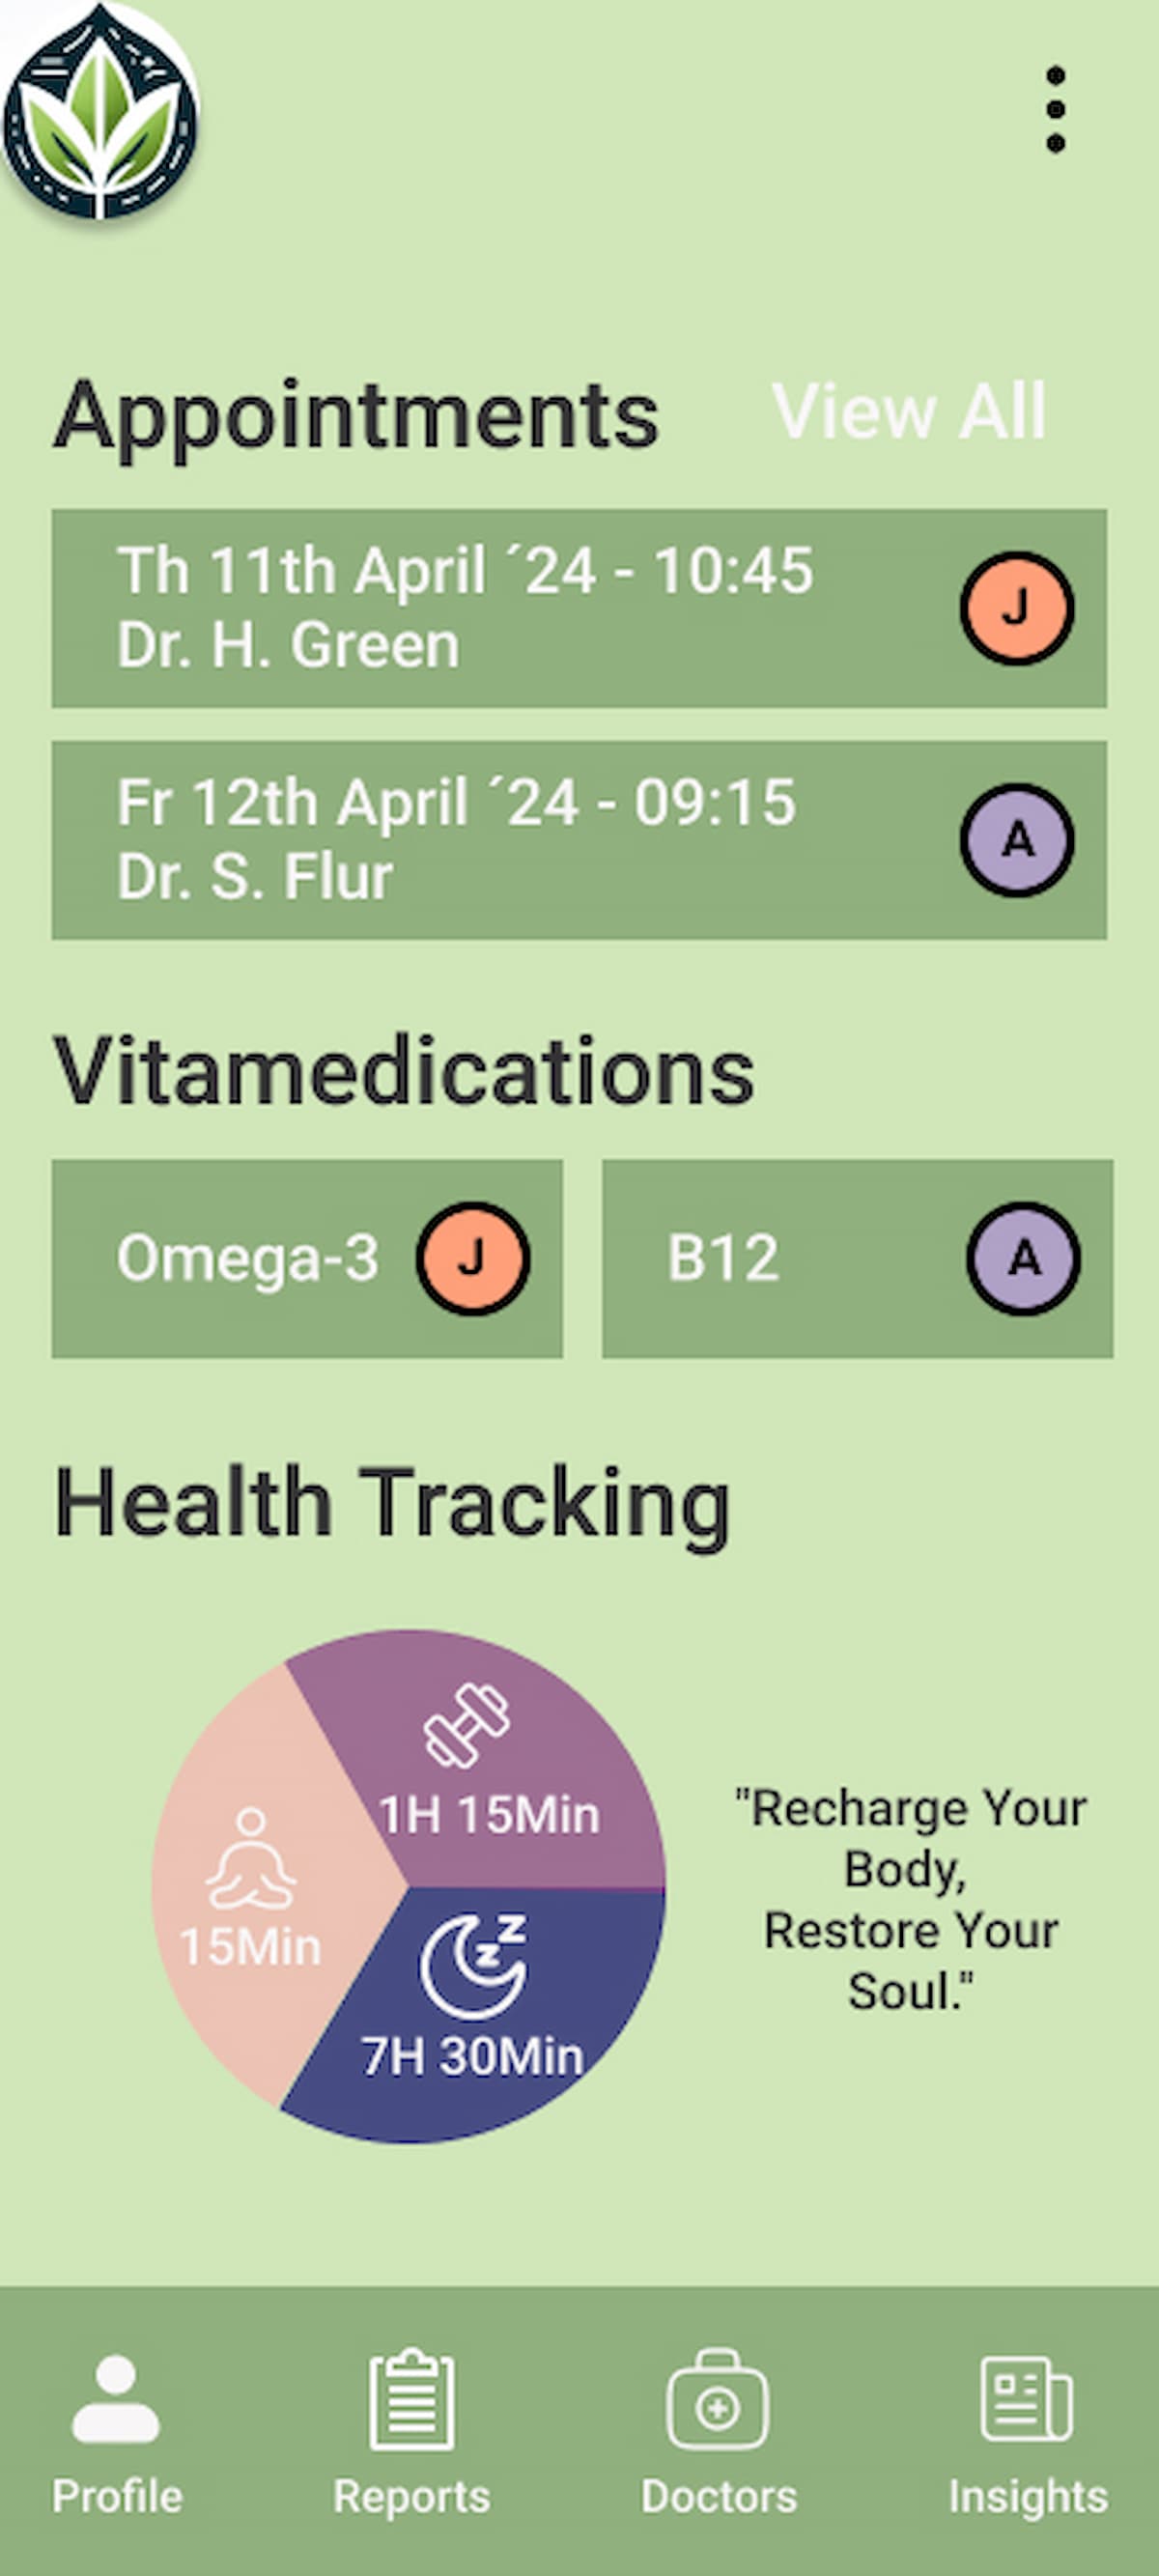 Appointments View All
Th 11th April ´24 - 10:45
J
Dr. H. Green
Fr 12th April ´24 - 09:15
A
Dr. S. Flur
Vitamedications
Omega-3 J B12 A
Health Tracking
1H 15Min
15Min
zz
7H 30Min
"Recharge Your
Body,
Restore Your
Soul."
Profile Reports Doctors Insights